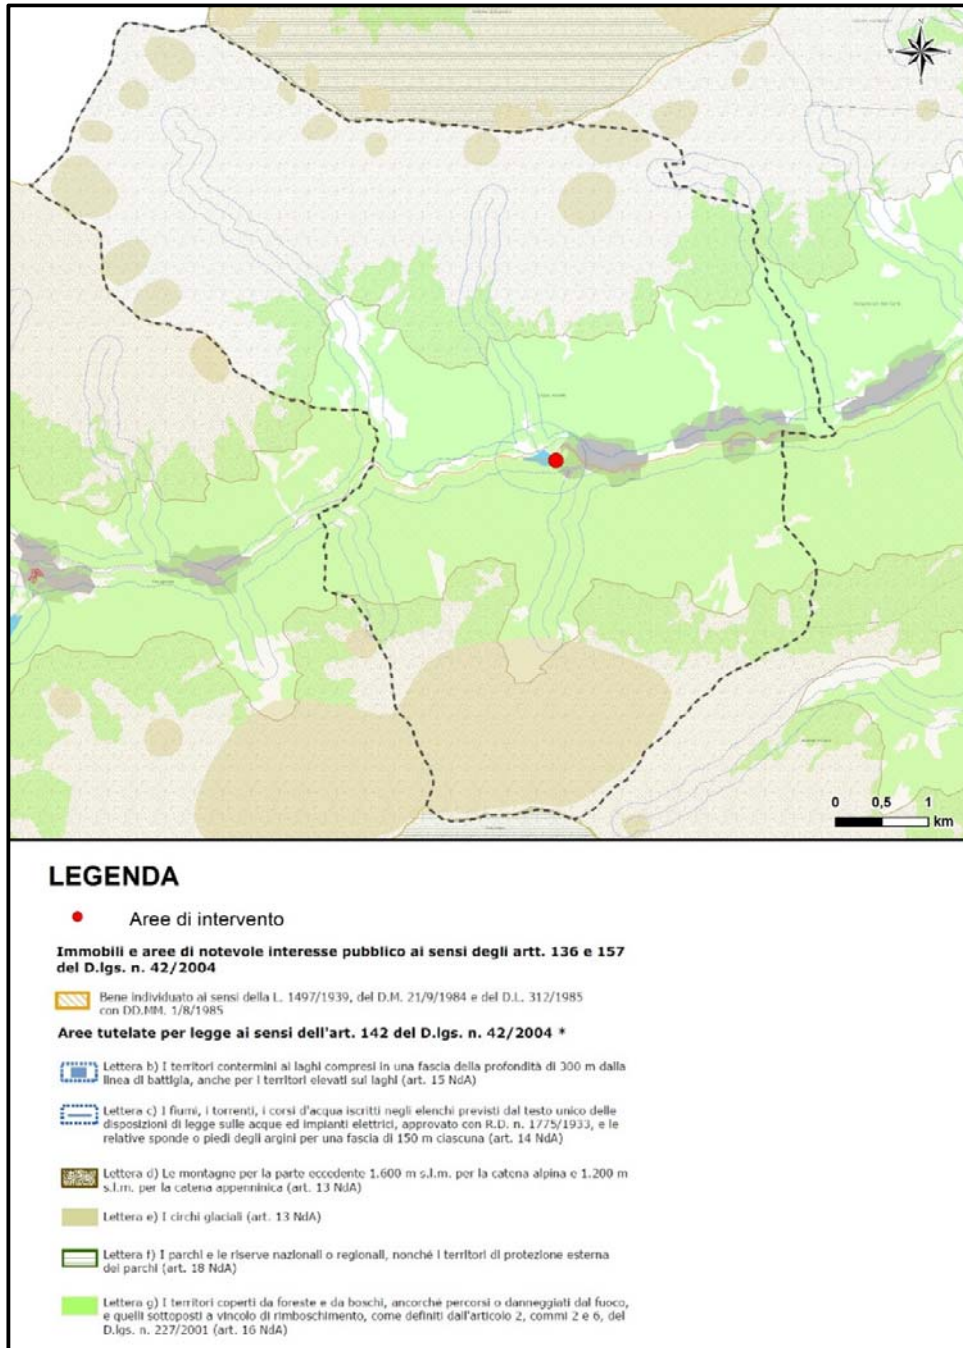 N
0 0,5 1
km
LEGENDA
Aree di intervento
Immobili e aree di notevole interesse pubblico ai sensi degli artt. 136 e 157
del D.lgs. n. 42/2004
Bene individuato ai sensi della L. 1497/1939, del D.M. 21/9/1984 e del D.L. 312/1985
con DD.MM. 1/8/1985
Aree tutelate per legge ai sensi dell'art. 142 del D.lgs. n. 42/2004 *
Lettera b) I territori contermini ai laghi compresi in una fascia della profondità di 300 m dalla
linea di battigia, anche per i territori elevati sui laghi (art. 15 NdA)
Lettera c) I fiumi, i torrenti, i corsi d'acqua iscritti negli elenchi previsti dal testo unico delle
disposizioni di legge sulle acque ed impianti elettrici, approvato con R.D. n. 1775/1933, e le
relative sponde o piedi degli argini per una fascia di 150 m ciascuna (art. 14 NdA)
Lettera d) Le montagne per la parte eccedente 1.600 m s.l.m. per la catena alpina e 1.200 m
s.l.m. per la catena appenninica (art. 13 NdA)
Lettera e) I circhi glaciali (art. 13 NdA)
Lettera f) I parchi e le riserve nazionali o regionali, nonché i territori di protezione esterna
dei parchi (art. 18 NdA)
Lettera g) I territori coperti da foreste e da boschi, ancorché percorsi o danneggiati dal fuoco,
e quelli sottoposti a vincolo di rimboschimento, come definiti dall'articolo 2, commi 2 e 6, del
D.lgs. n. 227/2001 (art. 16 NdA)